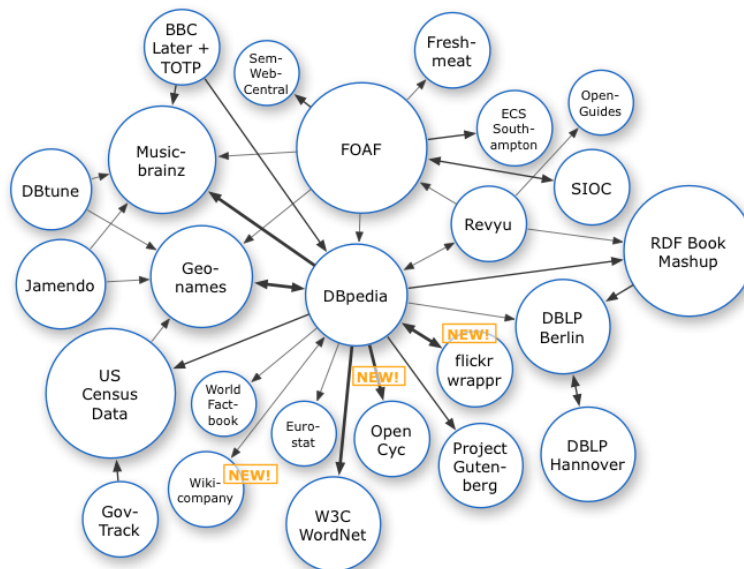 BBC
Later +
TOTP
Sem-
Web-
Central
Fresh-
meat
FOAF
ECS
South-
ampton
Open-
Guides
Music-
brainz
DBtune
SIOC
Revyu
RDF Book
Mashup
Jamendo
Geo-
names
DBpedia
DBLP
Berlin
NEW!
flickr
wrappr
US
Census
Data
World
Fact-
book
NEW!
Euro-
stat
Open
Cyc
Project
Guten-
berg
DBLP
Hannover
Wiki-
company
NEW!
Gov-
Track
W3C
WordNet